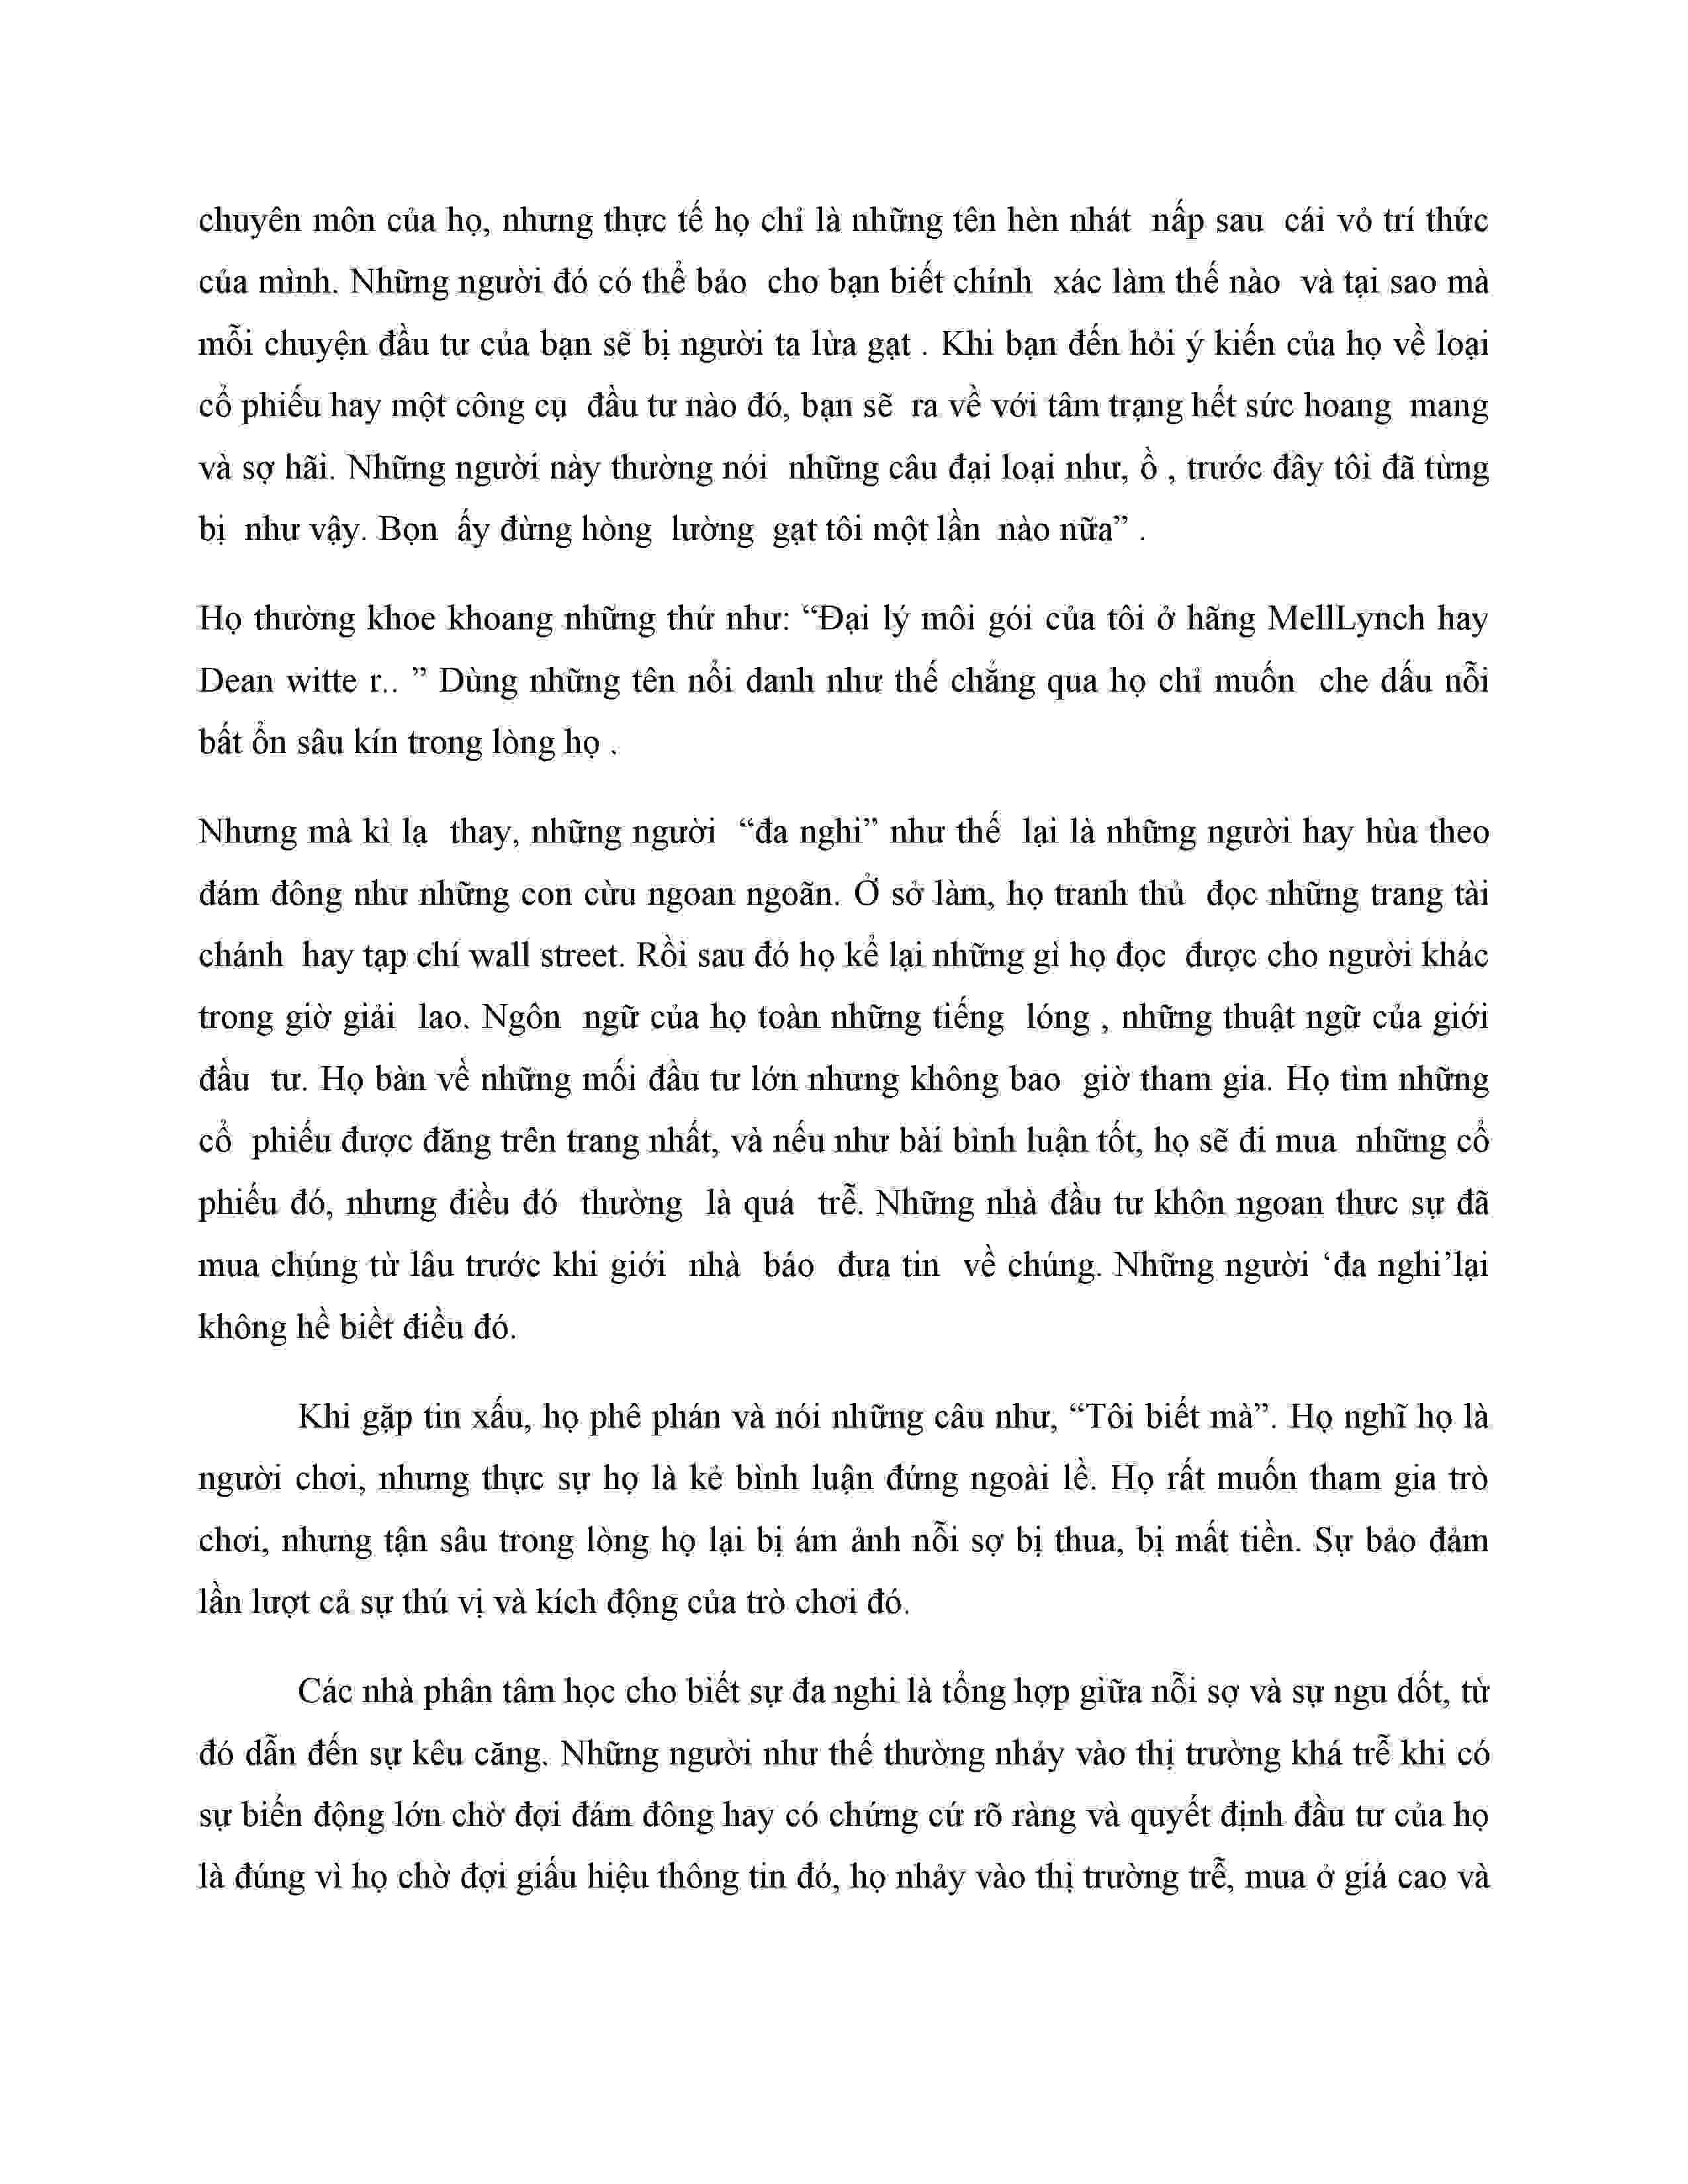 chuyên môn của họ, nhưng thực tế họ chỉ là những tên hèn nhát nấp sau cái vỏ trí thức
của mình. Những người đó có thể bảo cho bạn biết chính xác làm thế nào và tại sao mà
mỗi chuyện đầu tư của bạn sẽ bị người ta lừa gạt . Khi bạn đến hỏi ý kiến của họ về loại
cổ phiếu hay một công cụ đầu tư nào đó, bạn sẽ ra về với tâm trạng hết sức hoang mang
và sợ hãi. Những người này thường nói những câu đại loại như, ồ , trước đây tôi đã từng
bị như vậy. Bọn ấy đừng hòng lường gạt tôi một lần nào nữa” .
Họ thường khoe khoang những thứ như: “Đại lý môi gói của tôi ở hãng MellLynch hay
Dean witte r.. ” Dùng những tên nổi danh như thế chẳng qua họ chỉ muốn che dấu nỗi
bất ổn sâu kín trong lòng họ .
Nhưng mà kì lạ thay, những người “đa nghi” như thế lại là những người hay hùa theo
đám đông như những con cừu ngoan ngoãn. Ở sở làm, họ tranh thủ đọc những trang tài
chánh hay tạp chí wall street. Rồi sau đó họ kể lại những gì họ đọc được cho người khác
trong giờ giải lao. Ngôn ngữ của họ toàn những tiếng lóng , những thuật ngữ của giới
đầu tư. Họ bàn về những mối đầu tư lớn nhưng không bao giờ tham gia. Họ tìm những
cổ phiếu được đăng trên trang nhất, và nếu như bài bình luận tốt, họ sẽ đi mua những cổ
phiếu đó, nhưng điều đó thường là quá trễ. Những nhà đầu tư khôn ngoan thưc sự đã
mua chúng từ lâu trước khi giới nhà báo đưa tin về chúng. Những người ‘đa nghi’lại
không hề biềt điều đó.
Khi gặp tin xấu, họ phê phán và nói những câu như, “Tôi biết mà”. Họ nghĩ họ là
người chơi, nhưng thực sự họ là kẻ bình luận đứng ngoài lề. Họ rất muốn tham gia trò
chơi, nhưng tận sâu trong lòng họ lại bị ám ảnh nỗi sợ bị thua, bị mất tiền. Sự bảo đảm
lần lượt cả sự thú vị và kích động của trò chơi đó.
Các nhà phân tâm học cho biết sự đa nghi là tổng hợp giữa nỗi sợ và sự ngu dốt, từ
đó dẫn đến sự kêu căng. Những người như thế thường nhảy vào thị trường khá trễ khi có
sự biến động lớn chờ đợi đám đông hay có chứng cứ rõ ràng và quyết định đầu tư của họ
là đúng vì họ chờ đợi giấu hiệu thông tin đó, họ nhảy vào thị trường trễ, mua ở giá cao và